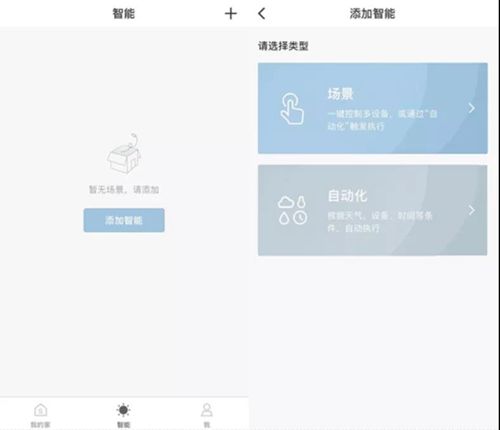 智能
+
暂无场景，请添加
添加智能
我的家
智能
我
添加智能
请选择类型
场景
一键控制多设备，或通过“自
动化”触发执行
自动化
根据天气、设备、时间等条
件，自动执行